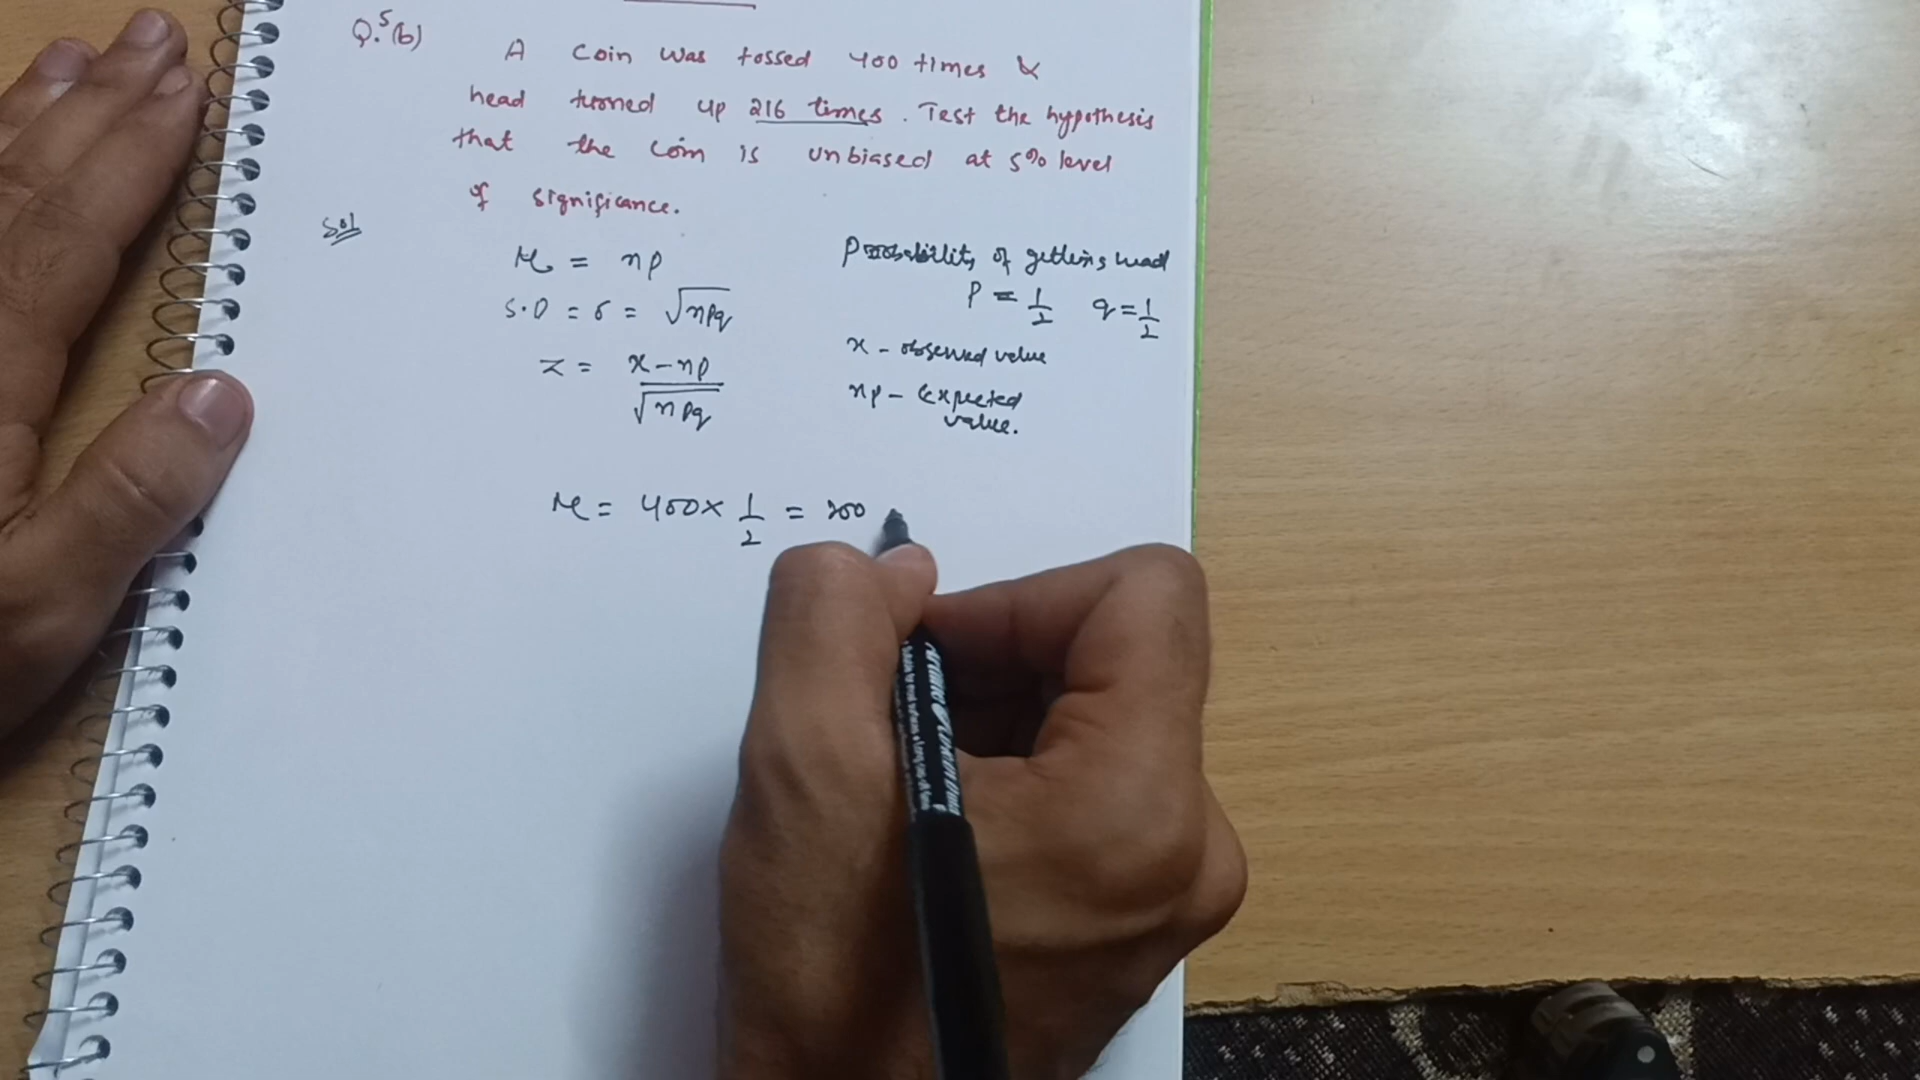 Q.5(b)
A coin was tossed 400 times &
head turned up 216 times. Test the hypothesis
that the coin is unbiased at 5% level
of significance.
Sol
μ = np
S.D = σ = √npq
z = x-np / √npq
Probability of getting head
P = 1/2 q = 1/2
x - observed value
np - Expected
value.
μ = 400 × 1/2 = 200